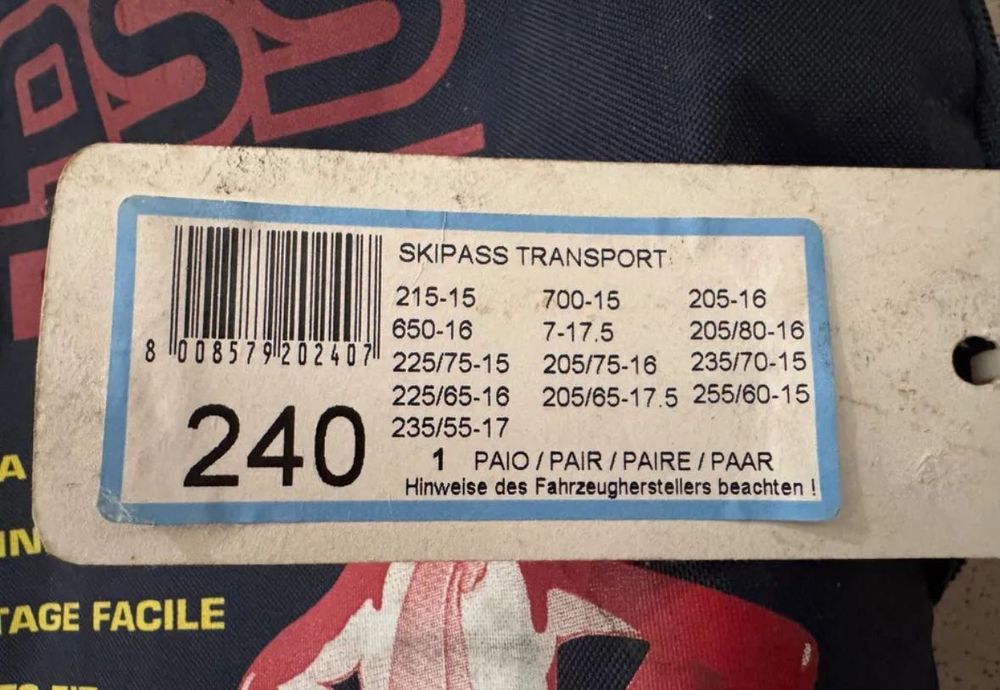 SKIPASS TRANSPORT
215-15 700-15 205-16
650-16 7-17.5 205/80-16
225/75-15 205/75-16 235/70-15
225/65-16 205/65-17.5 255/60-15
235/55-17
8 008579 202407
240
1 PAIO / PAIR / PAIRE / PAAR
Hinweise des Fahrzeugherstellers beachten !
TAGE FACILE